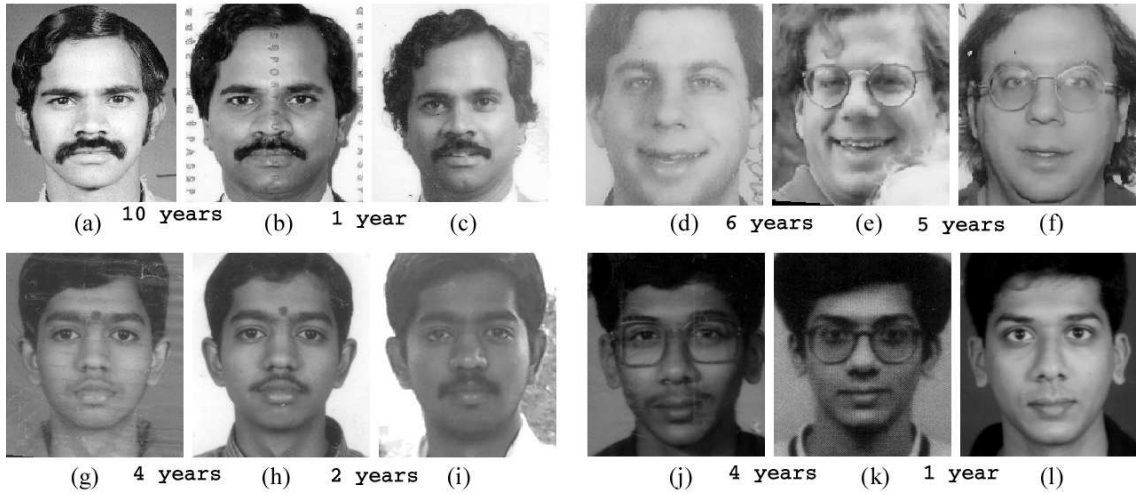 (a) 10 years (b) 1 year (c)
(d) 6 years (e) 5 years (f)
(g) 4 years (h) 2 years (i)
(j) 4 years (k) 1 year (l)